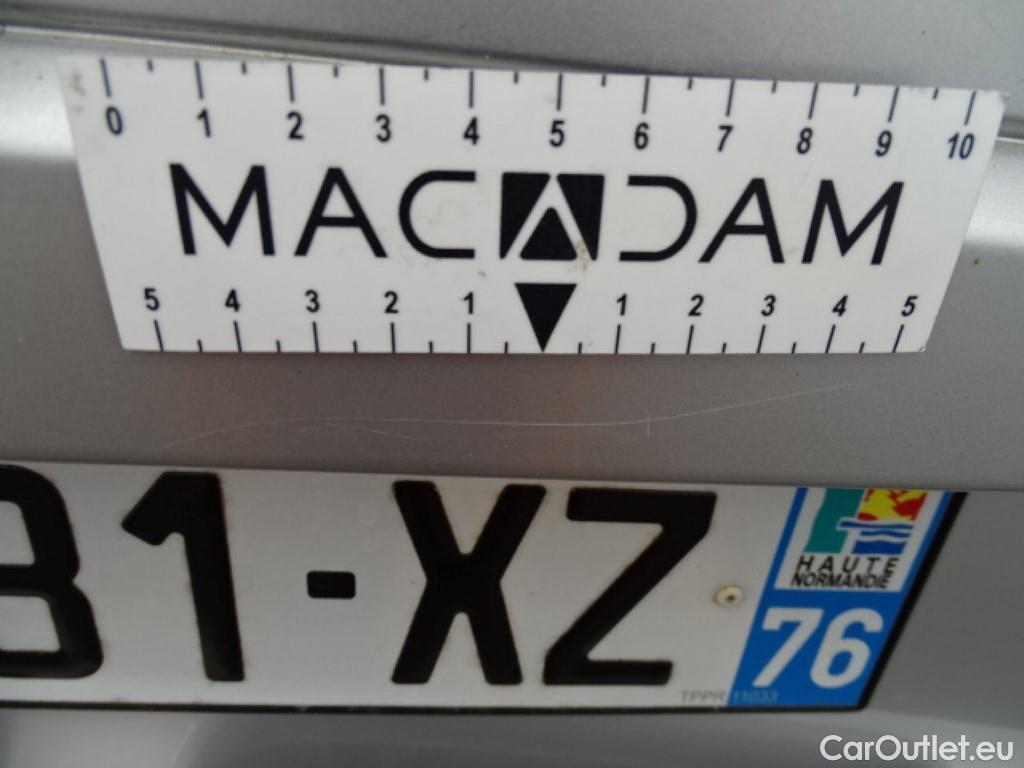 0 1 2 3 4 5 6 7 8 9 10
MACADAM
5 4 3 2 1 1 2 3 4 5
B1-XZ
HAUTE
NORMANDIE
76
TPPR 11033
CarOutlet.eu